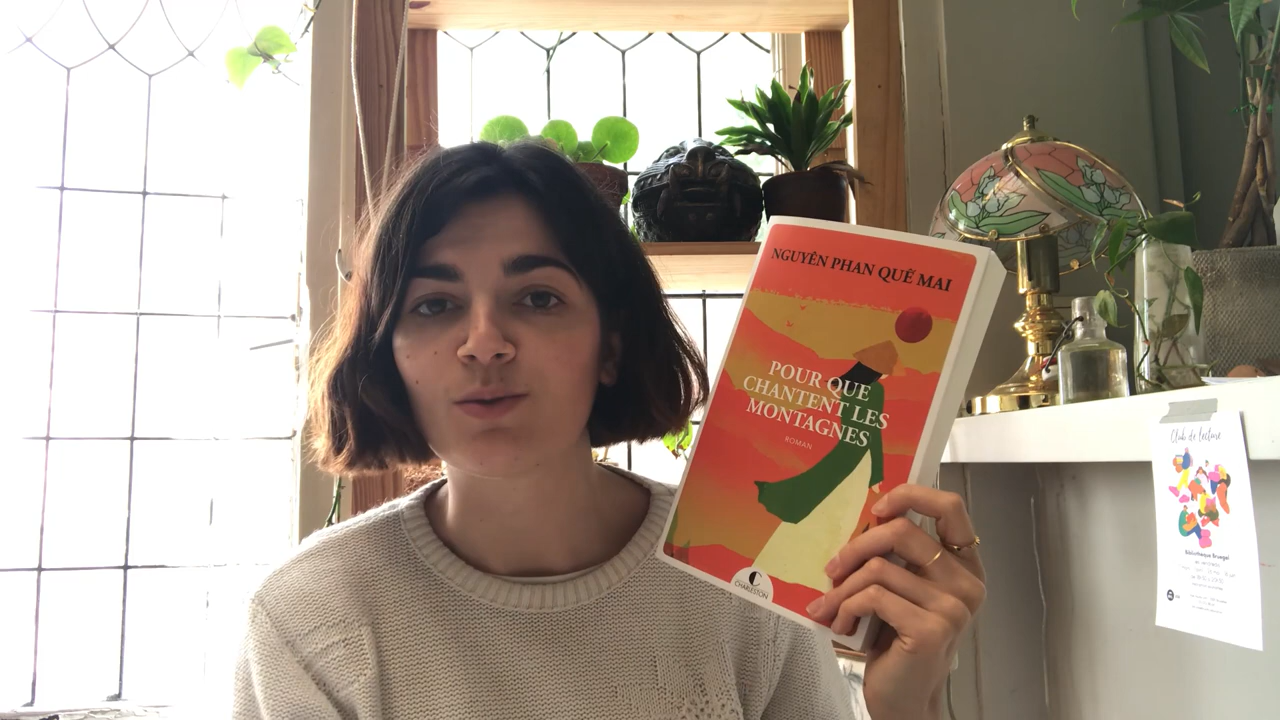 NGUYỄN PHAN QUẾ MAI
POUR QUE
CHANTENT LES
MONTAGNES
ROMAN
C
CHARLESTON
Club de lecture
Bibliothèque Bruegel